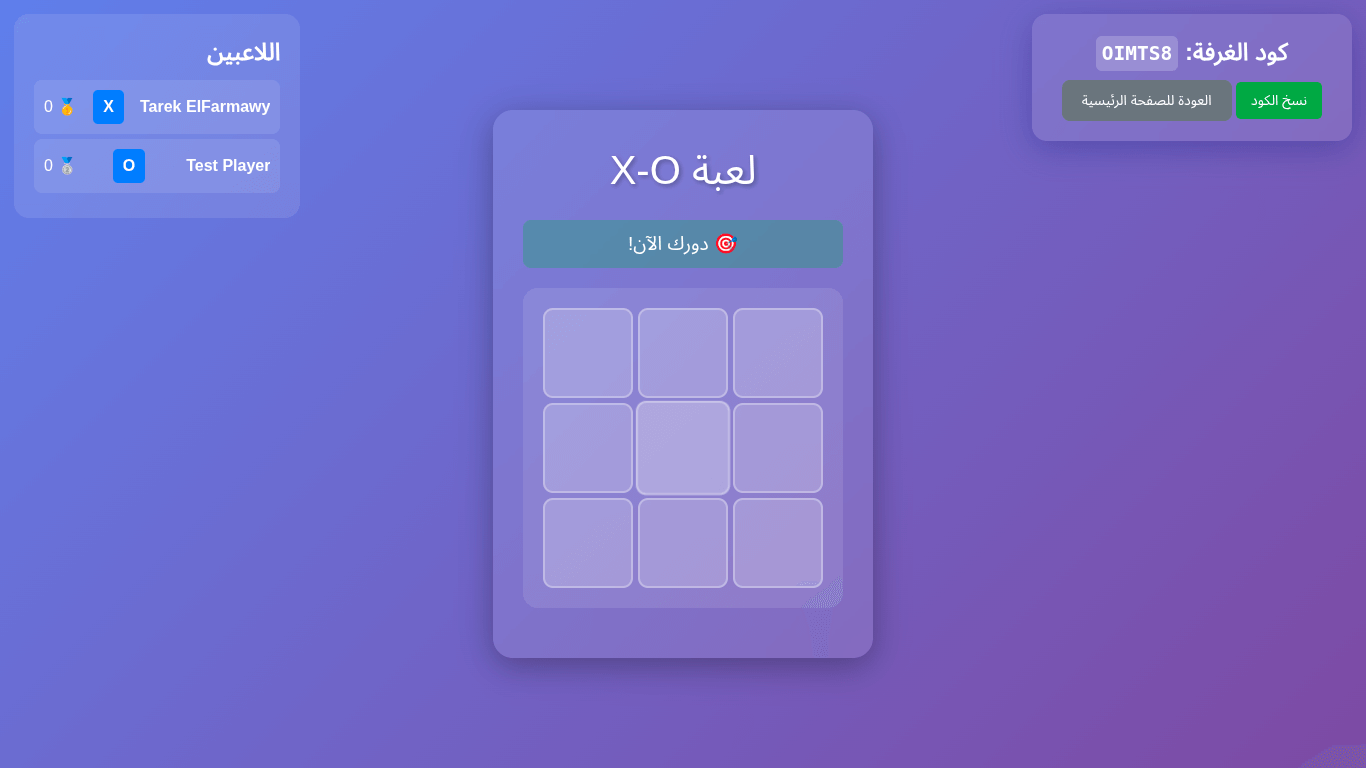 كود الغرفة: OIMTS8
نسخ الكود
العودة للصفحة الرئيسية
اللاعبين
Tarek ElFarmawy X 🥇 0
Test Player O 🥈 0
لعبة X-O
🎯 دورك الآن!